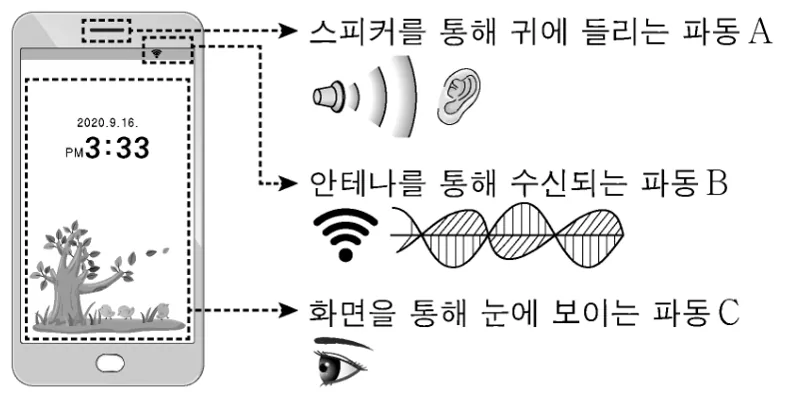 스피커를 통해 귀에 들리는 파동 A
2020.9.16.
PM 3:33
안테나를 통해 수신되는 파동 B
화면을 통해 눈에 보이는 파동 C